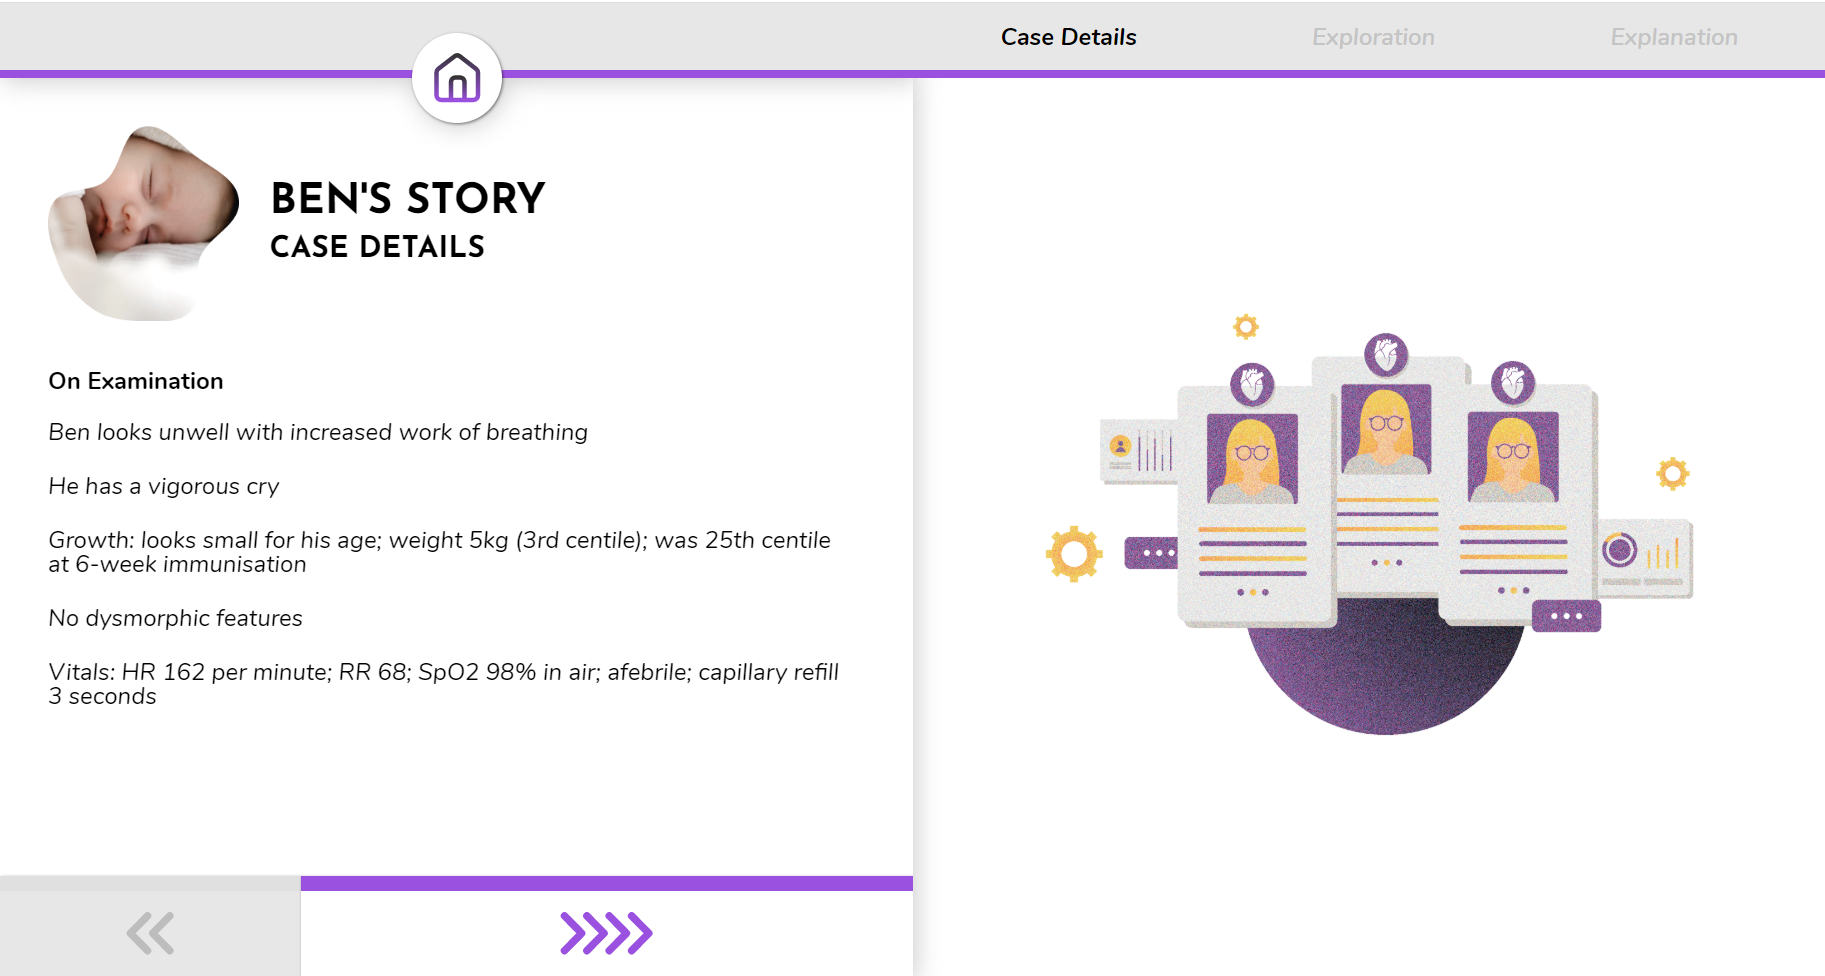 Case Details
Exploration
Explanation
BEN'S STORY
CASE DETAILS
On Examination
Ben looks unwell with increased work of breathing
He has a vigorous cry
Growth: looks small for his age; weight 5kg (3rd centile); was 25th centile
at 6-week immunisation
No dysmorphic features
Vitals: HR 162 per minute; RR 68; SpO2 98% in air; afebrile; capillary refill
3 seconds